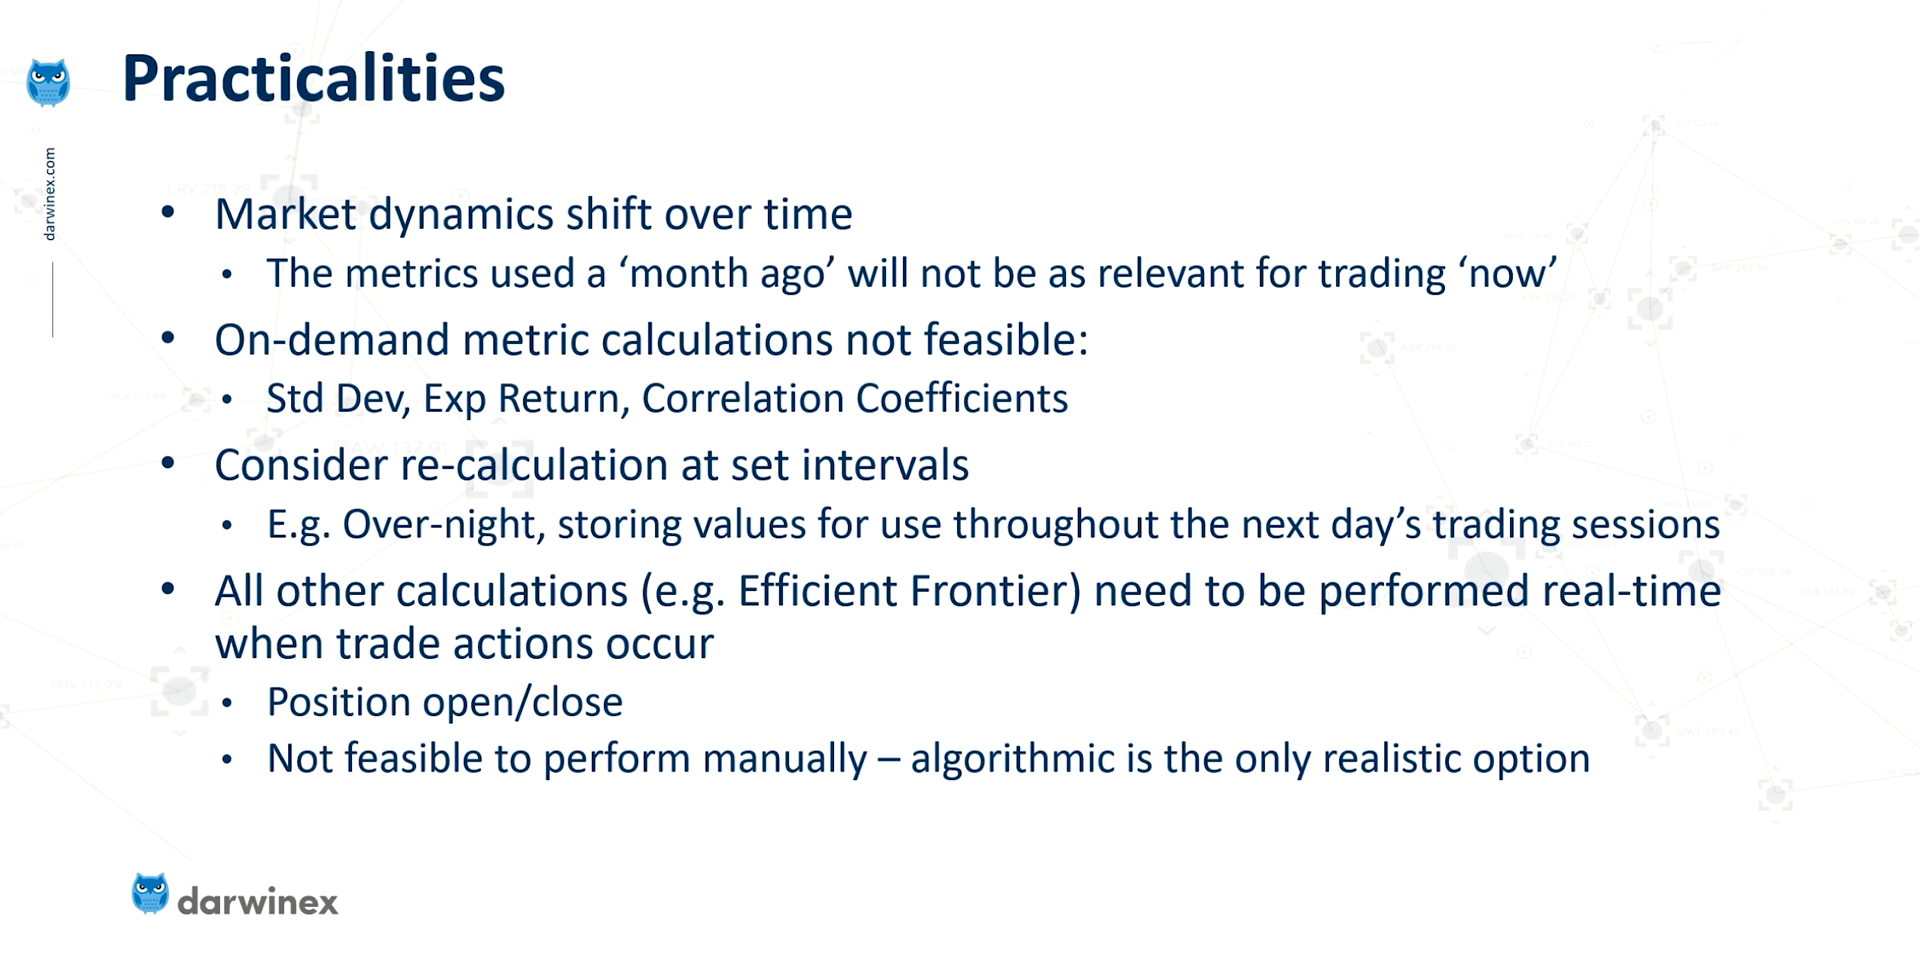 Practicalities
darwinex.com
• Market dynamics shift over time
• The metrics used a ‘month ago’ will not be as relevant for trading ‘now’
• On-demand metric calculations not feasible:
• Std Dev, Exp Return, Correlation Coefficients
• Consider re-calculation at set intervals
• E.g. Over-night, storing values for use throughout the next day’s trading sessions
• All other calculations (e.g. Efficient Frontier) need to be performed real-time
when trade actions occur
• Position open/close
• Not feasible to perform manually – algorithmic is the only realistic option
darwinex